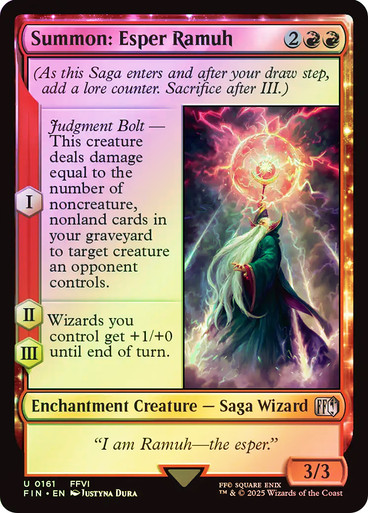 Summon: Esper Ramuh 2
(As this Saga enters and after your draw step,
add a lore counter. Sacrifice after III.)
I
Judgment Bolt —
This creature
deals damage
equal to the
number of
noncreature,
nonland cards in
your graveyard
to target creature
an opponent
controls.
II
III
Wizards you
control get +1/+0
until end of turn.
Enchantment Creature — Saga Wizard FFVI
"I am Ramuh—the esper."
3/3
U 0161 FFVI
FIN • EN Justyna Dura
FF© SQUARE ENIX
™ & © 2025 Wizards of the Coast